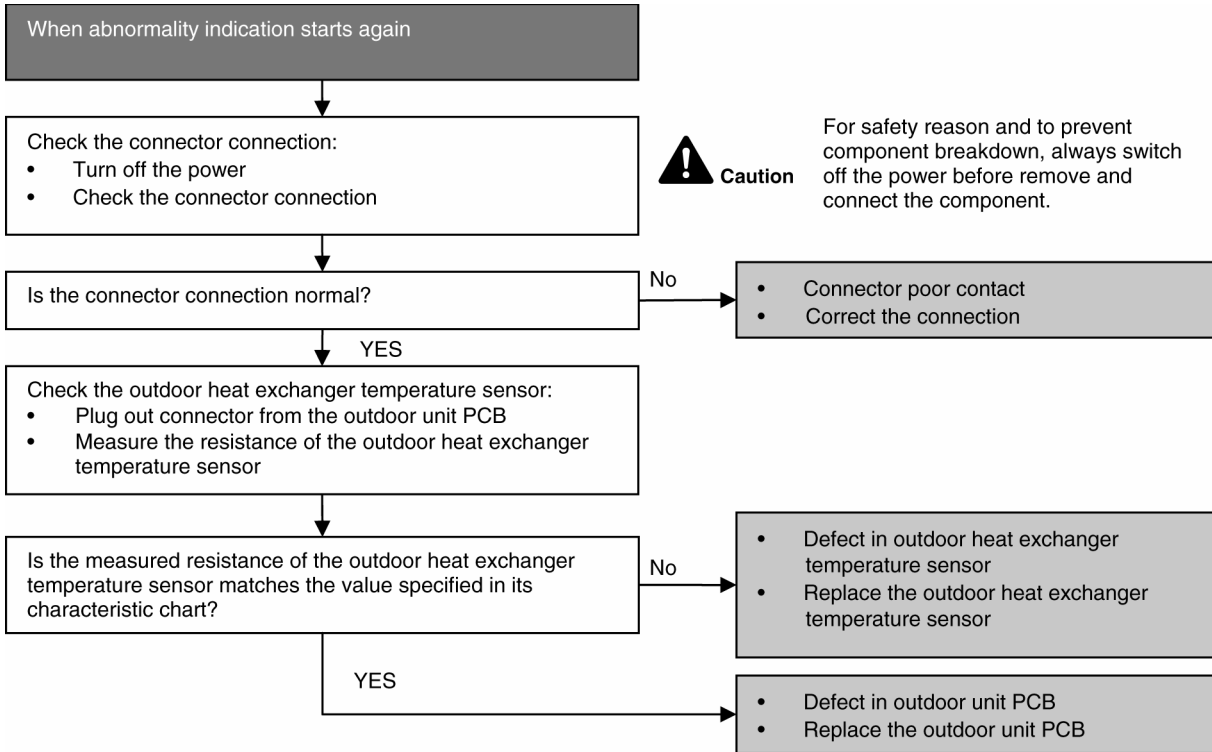 When abnormality indication starts again
Check the connector connection:
• Turn off the power
• Check the connector connection
Caution
For safety reason and to prevent
component breakdown, always switch
off the power before remove and
connect the component.
Is the connector connection normal?
No
• Connector poor contact
• Correct the connection
YES
Check the outdoor heat exchanger temperature sensor:
• Plug out connector from the outdoor unit PCB
• Measure the resistance of the outdoor heat exchanger
temperature sensor
Is the measured resistance of the outdoor heat exchanger
temperature sensor matches the value specified in its
characteristic chart?
No
• Defect in outdoor heat exchanger
temperature sensor
• Replace the outdoor heat exchanger
temperature sensor
YES
• Defect in outdoor unit PCB
• Replace the outdoor unit PCB